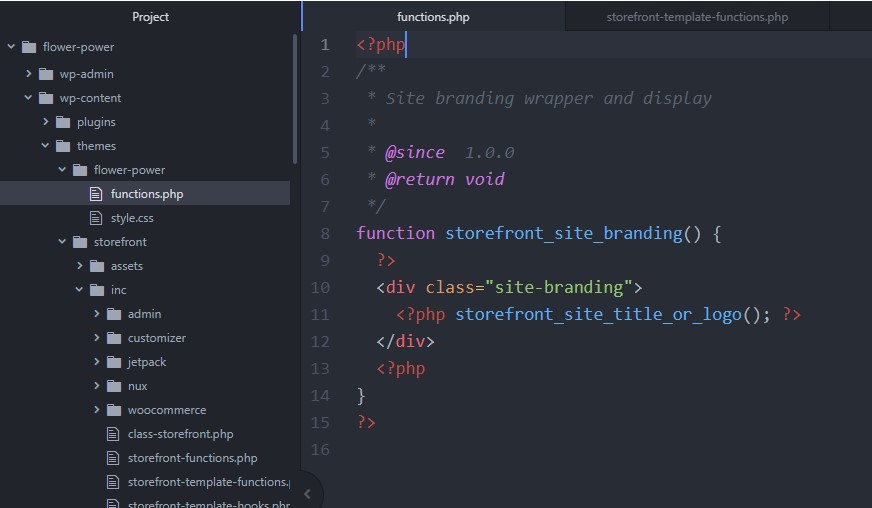 Project
flower-power
wp-admin
wp-content
plugins
themes
flower-power
functions.php
style.css
storefront
assets
inc
admin
customizer
jetpack
nux
woocommerce
class-storefront.php
storefront-functions.php
storefront-template-functions.p
storefront-template-hooks.php
functions.php
storefront-template-functions.php
1 <?php
2 /**
3 * Site branding wrapper and display
4 *
5 * @since 1.0.0
6 * @return void
7 */
8 function storefront_site_branding() {
9 ?>
10 <div class="site-branding">
11 <?php storefront_site_title_or_logo(); ?>
12 </div>
13 <?php
14 }
15 ?>
16